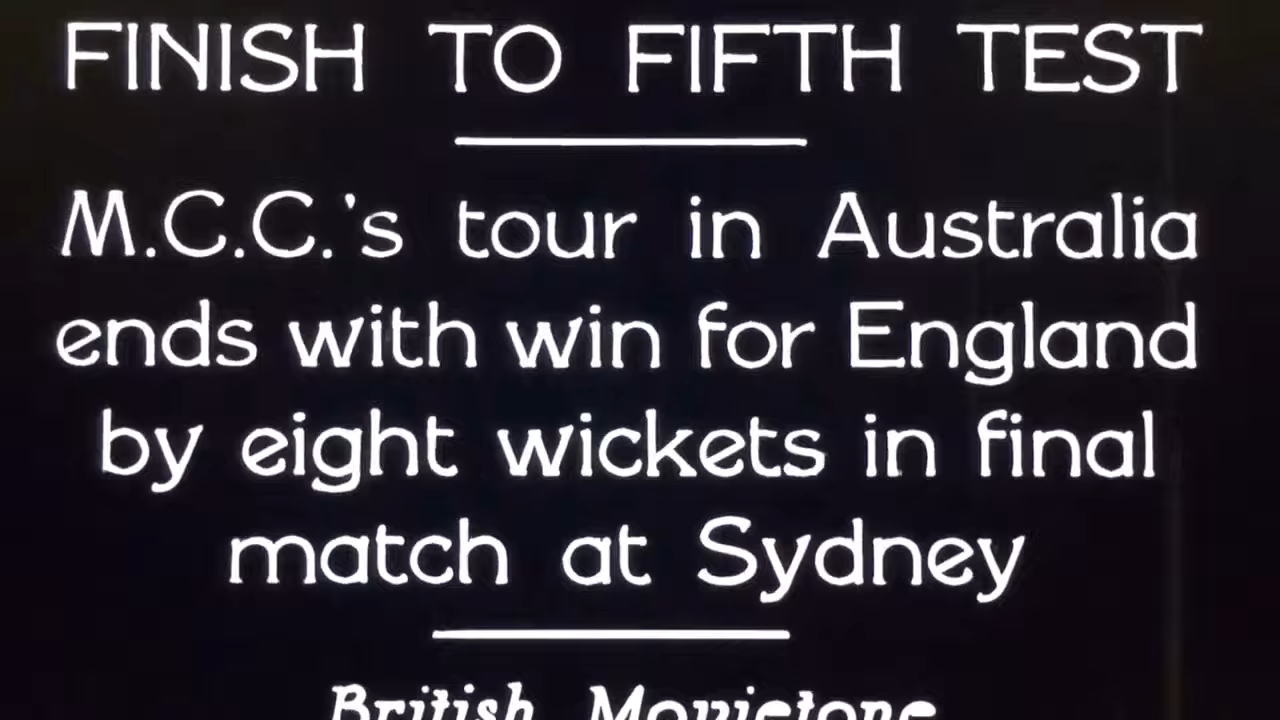 FINISH TO FIFTH TEST
M.C.C.'s tour in Australia
ends with win for England
by eight wickets in final
match at Sydney
British Movietone